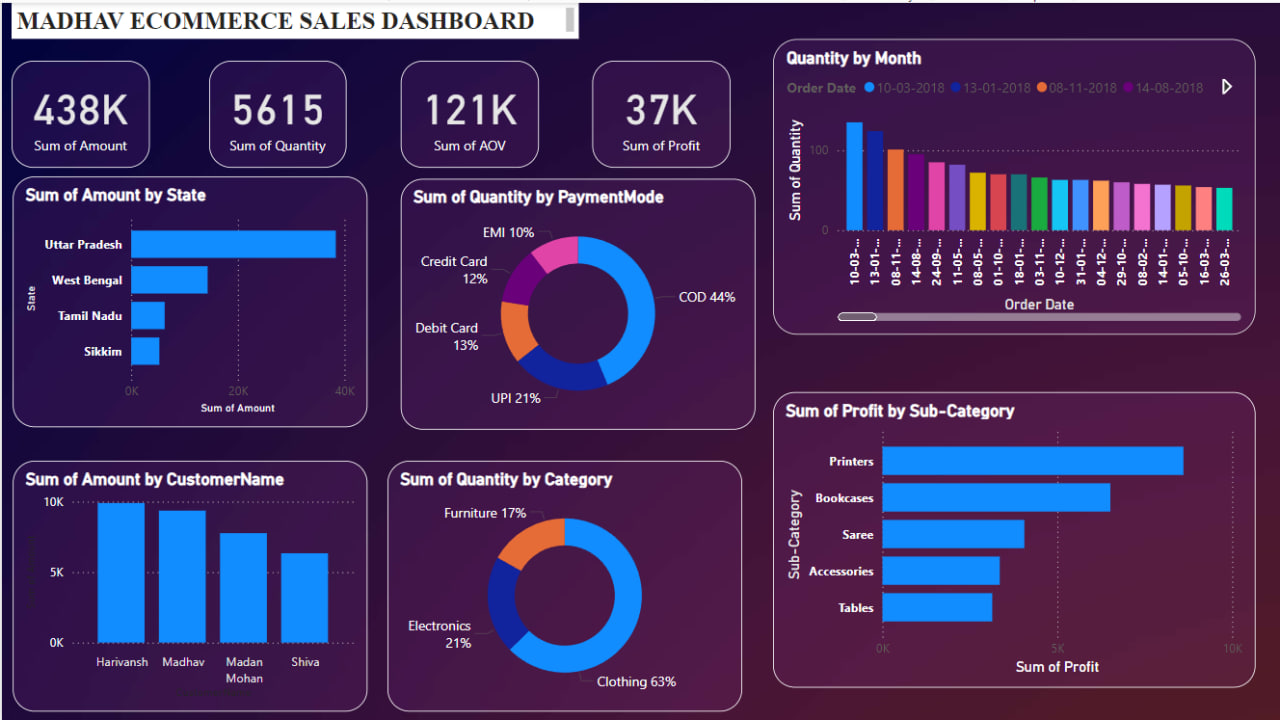 MADHAV ECOMMERCE SALES DASHBOARD
438K
Sum of Amount
5615
Sum of Quantity
121K
Sum of AOV
37K
Sum of Profit
Quantity by Month
Order Date 10-03-2018 13-01-2018 08-11-2018 14-08-2018
Sum of Quantity
100
0
10-03-...
13-01-...
08-11-...
14-08-...
24-09-...
11-05-...
08-05-...
01-10-...
18-01-...
03-11-...
10-12-...
31-01-...
04-12-...
29-10-...
08-02-...
14-01-...
05-10-...
16-03-...
26-03-...
Order Date
Sum of Amount by State
State
Uttar Pradesh
West Bengal
Tamil Nadu
Sikkim
0K 20K 40K
Sum of Amount
Sum of Quantity by PaymentMode
EMI 10%
Credit Card
12%
Debit Card
13%
UPI 21%
COD 44%
Sum of Profit by Sub-Category
Sub-Category
Printers
Bookcases
Saree
Accessories
Tables
0K 5K 10K
Sum of Profit
Sum of Amount by CustomerName
10K
5K
0K
Harivansh Madhav Madan Shiva
Mohan
Sum of Quantity by Category
Furniture 17%
Electronics
21%
Clothing 63%